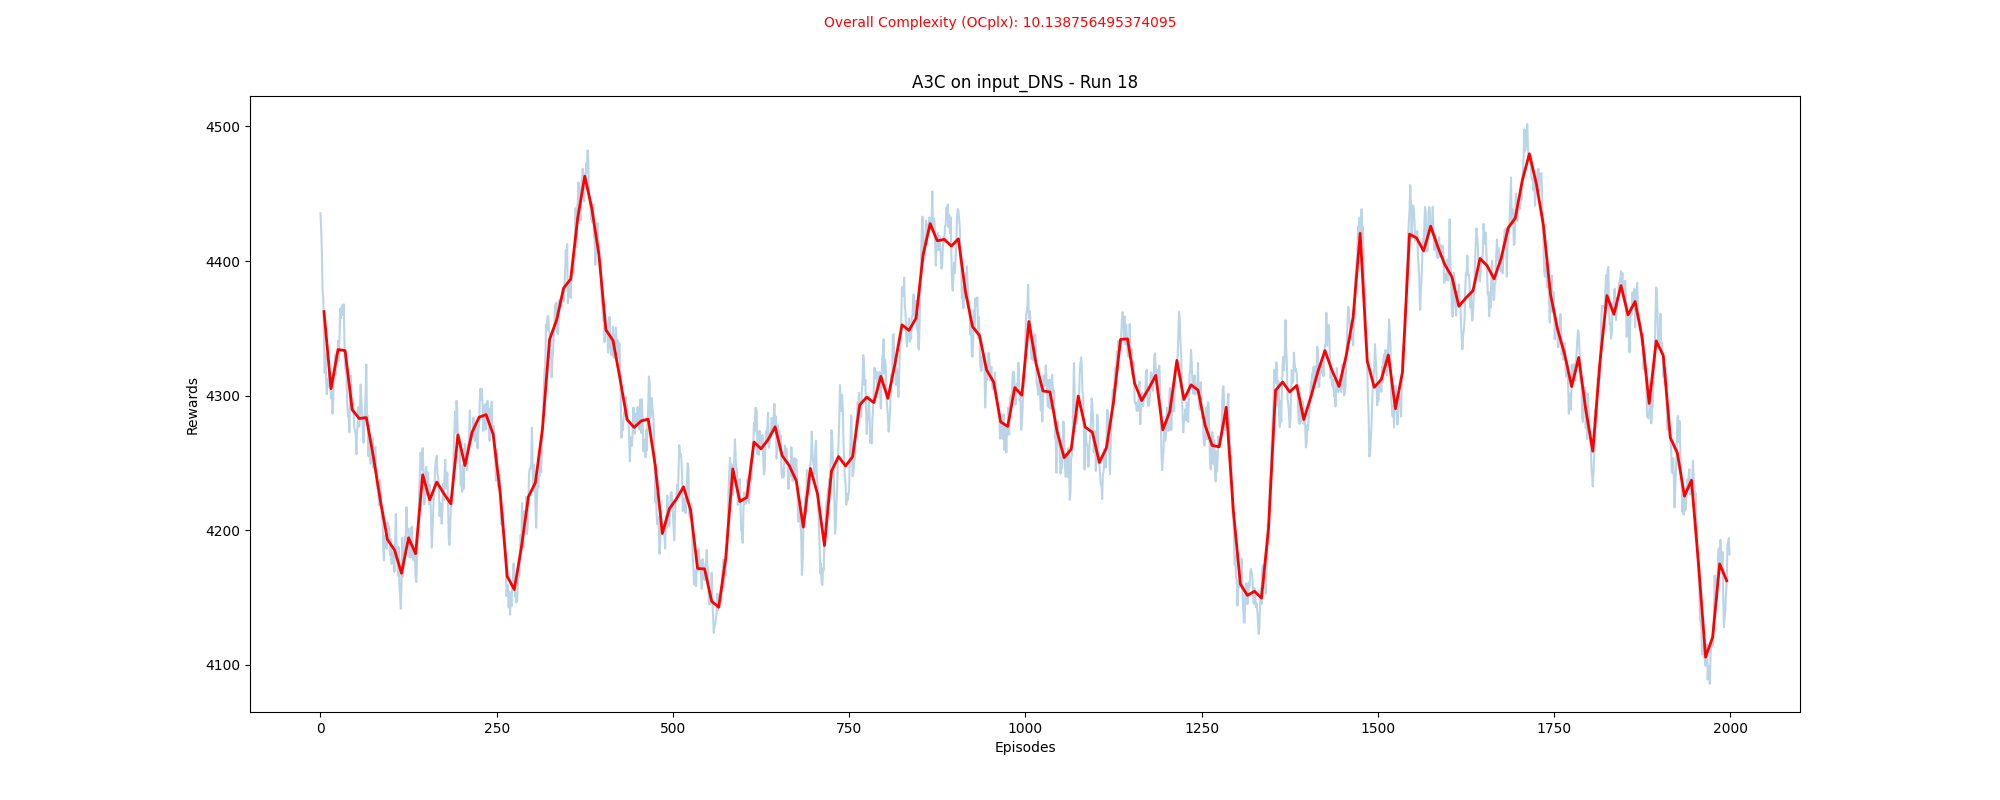 Overall Complexity (OCplx): 10.138756495374095
A3C on input_DNS - Run 18
Rewards
4500
4400
4300
4200
4100
0 250 500 750 1000 1250 1500 1750 2000
Episodes